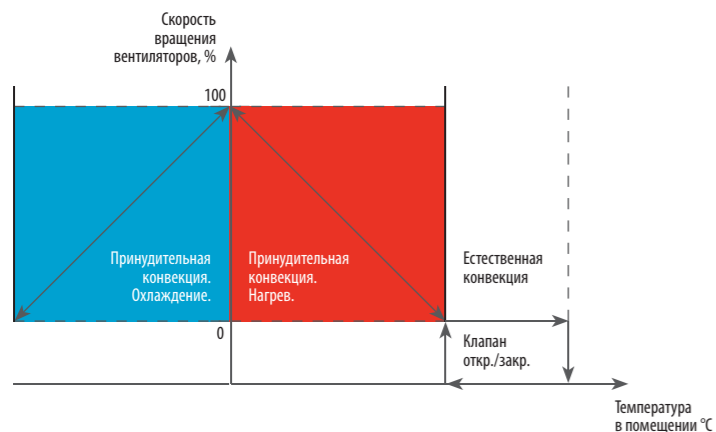 Скорость
вращения
вентиляторов, %
100
Принудительная
конвекция.
Охлаждение.
Принудительная
конвекция.
Нагрев.
Естественная
конвекция
0
Клапан
откр./закр.
Температура
в помещении °C